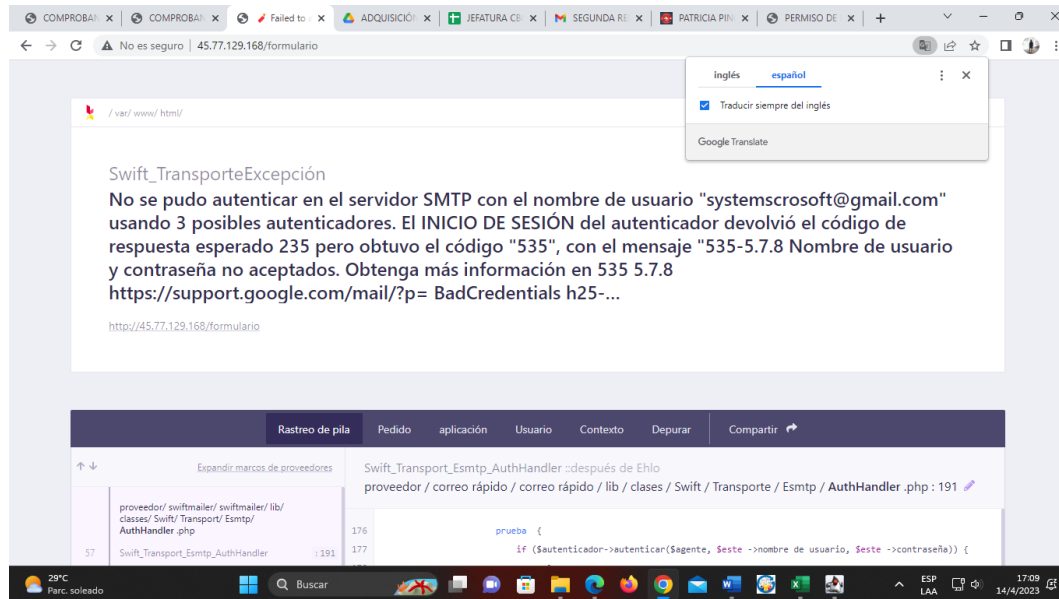 COMPROBAN
COMPROBAN
Failed to
ADQUISICIÓN
JEFATURA CB
SEGUNDA RE
PATRICIA PIN
PERMISO DE
No es seguro | 45.77.129.168/formulario
inglés español
Traducir siempre del inglés
Google Translate
/ var/ www/ html/
Swift_TransporteExcepción
No se pudo autenticar en el servidor SMTP con el nombre de usuario "systemscrosoft@gmail.com"
usando 3 posibles autenticadores. El INICIO DE SESIÓN del autenticador devolvió el código de
respuesta esperado 235 pero obtuvo el código "535", con el mensaje "535-5.7.8 Nombre de usuario
y contraseña no aceptados. Obtenga más información en 535 5.7.8
https://support.google.com/mail/?p= BadCredentials h25-...
http://45.77.129.168/formulario
Rastreo de pila Pedido aplicación Usuario Contexto Depurar Compartir
Expandir marcos de proveedores
proveedor/ swiftmailer/ swiftmailer/ lib/
classes/ Swift/ Transport/ Esmtp/
AuthHandler .php
57 Swift_Transport_Esmtp_AuthHandler : 191
Swift_Transport_Esmtp_AuthHandler ::después de Ehlo
proveedor / correo rápido / correo rápido / lib / clases / Swift / Transporte / Esmtp / AuthHandler .php : 191
176 prueba {
177 if ($autenticador->autenticar($agente, $este ->nombre de usuario, $este ->contraseña)) {
29°C
Parc. soleado
Buscar
ESP
LAA
17:09
14/4/2023